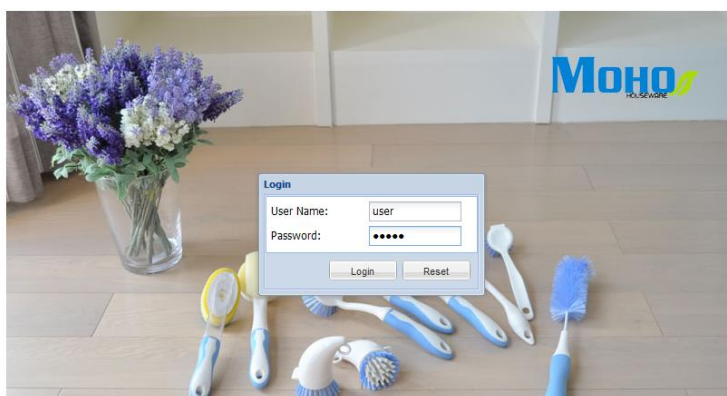 MOHO
HOUSEWARE
Login
User Name: user
Password: •••••
Login Reset